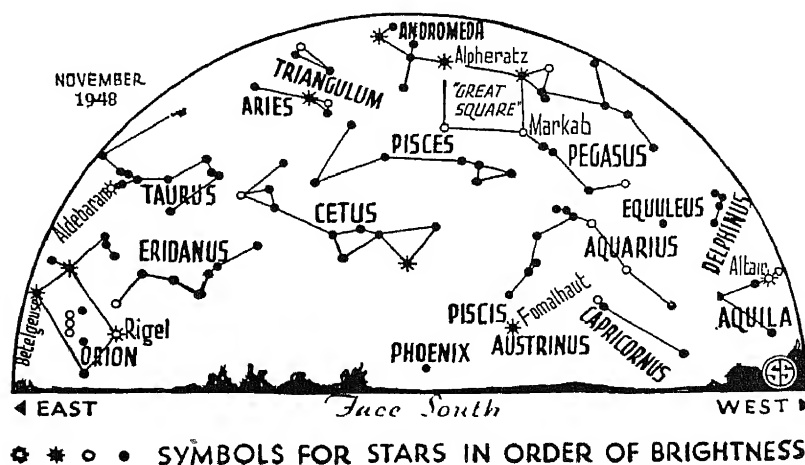 ANDROMEDA
Alpheratz
NOVEMBER
1948
TRIANGULUM
ARIES
"GREAT
SQUARE"
Markab
PISCES
PEGASUS
Aldebaran
TAURUS
CETUS
EQUULEUS
DELPHINUS
ERIDANUS
AQUARIUS
Altair
Betelgeuse
Rigel
ORION
PISCIS
AUSTRINUS
Fomalhaut
CAPRICORNUS
AQUILA
PHOENIX
SS
EAST Face South WEST
SYMBOLS FOR STARS IN ORDER OF BRIGHTNESS